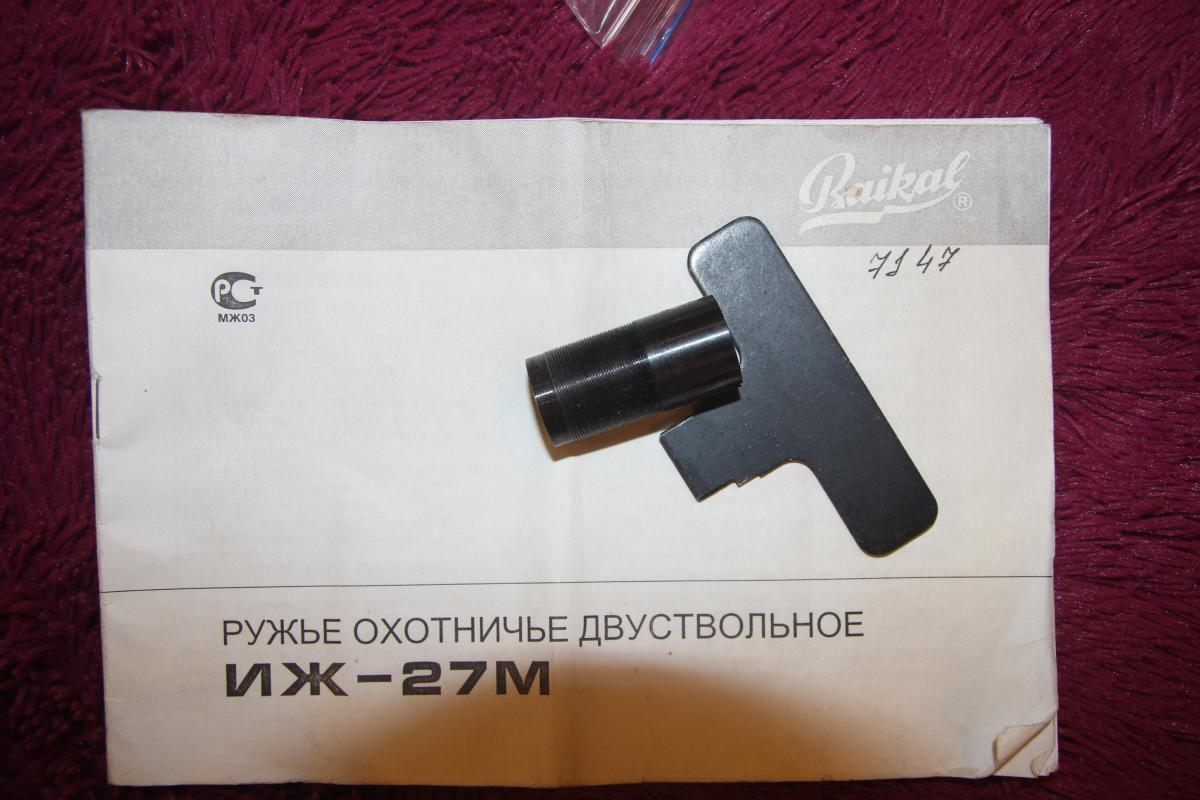 Baikal ®
7147
РСТ
МЖ03
РУЖЬЕ ОХОТНИЧЬЕ ДВУСТВОЛЬНОЕ
ИЖ-27М